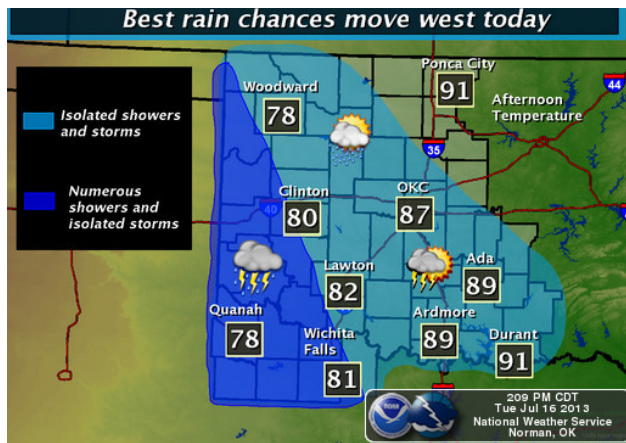 Best rain chances move west today
Isolated showers
and storms
Numerous
showers and
isolated storms
Woodward
78
Ponca City
91
Afternoon
Temperature
44
35
Clinton
80
40
OKC
87
Lawton
82
Ada
89
Quanah
78
Wichita
Falls
81
Ardmore
89
Durant
91
209 PM CDT
Tue Jul 16 2013
National Weather Service
Norman, OK